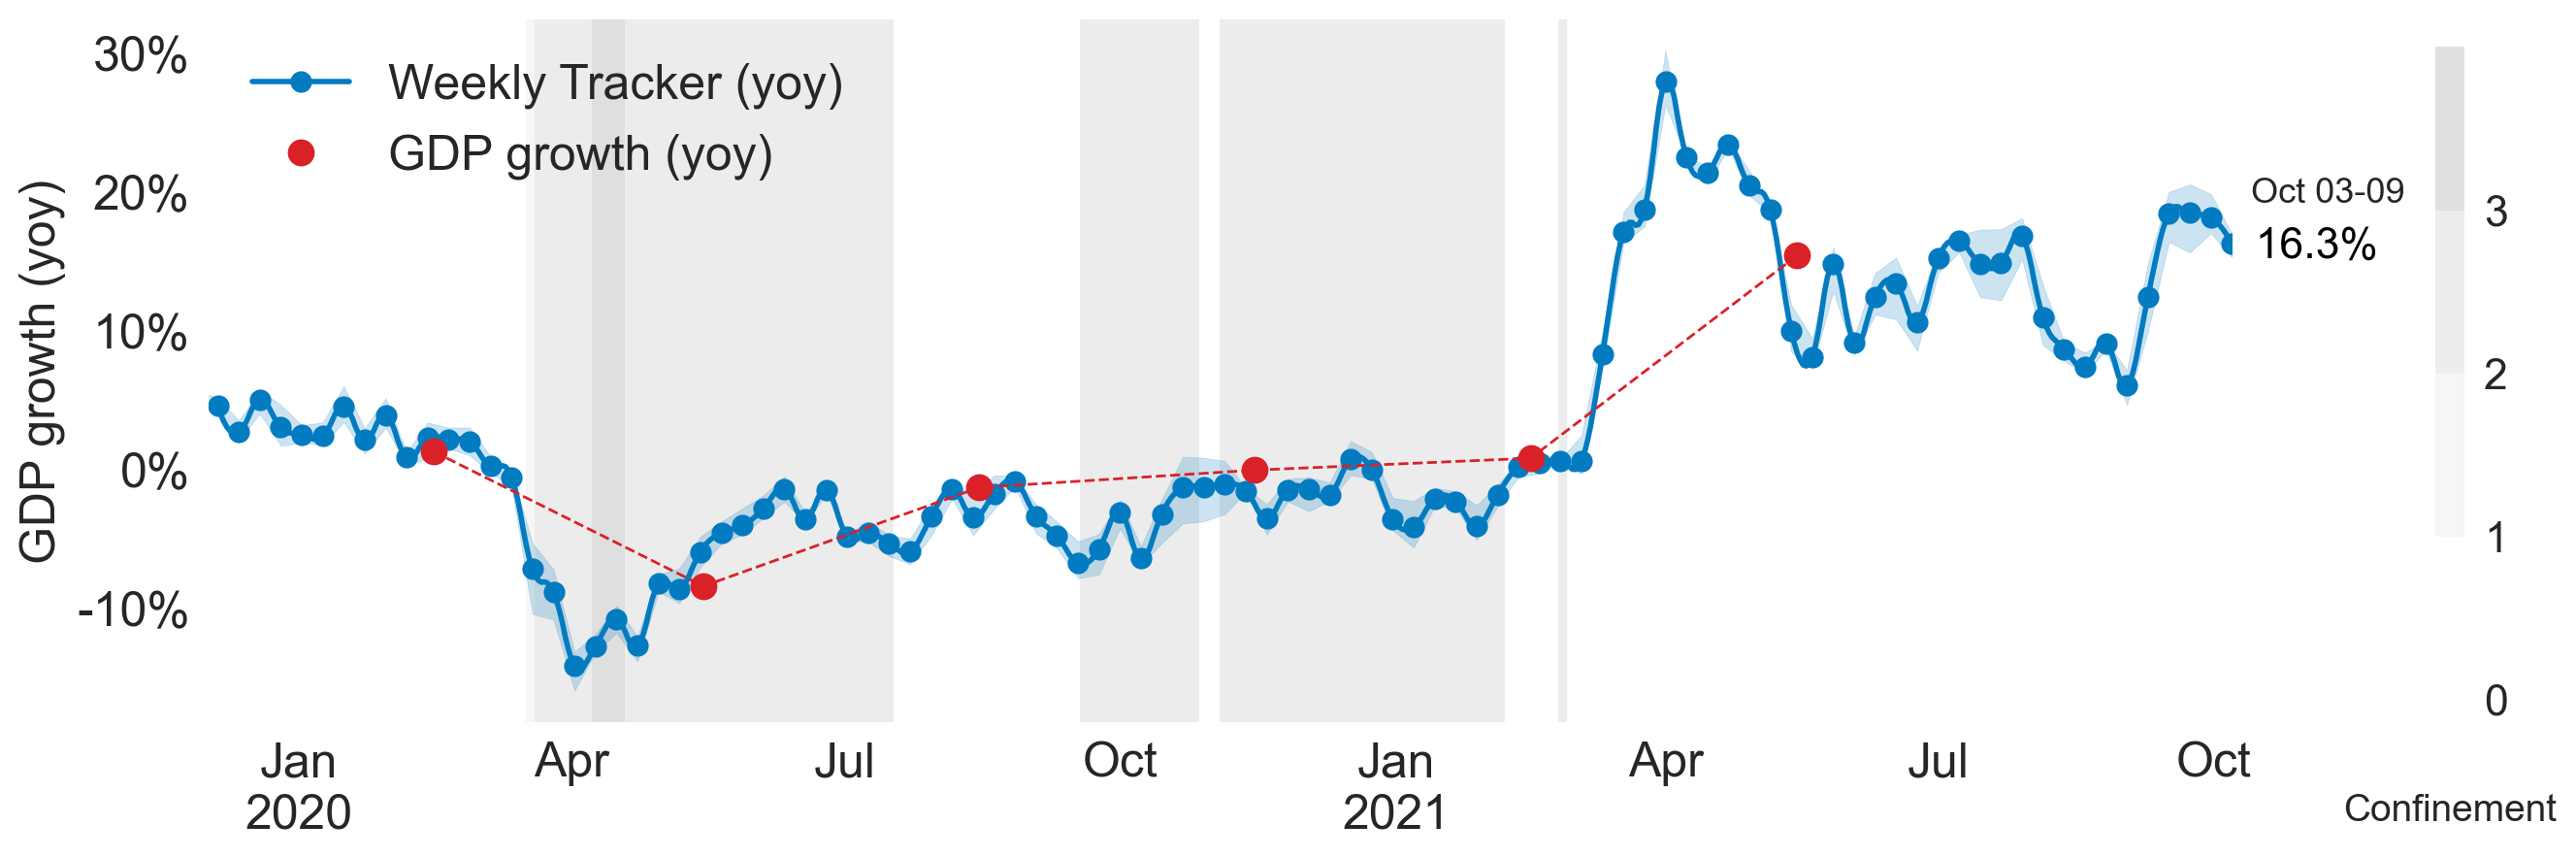 GDP growth (yoy)
30%
20%
10%
0%
-10%
Weekly Tracker (yoy)
GDP growth (yoy)
Oct 03-09
16.3%
3
2
1
0
Jan Apr Jul Oct Jan Apr Jul Oct
2020 2021
Confinement